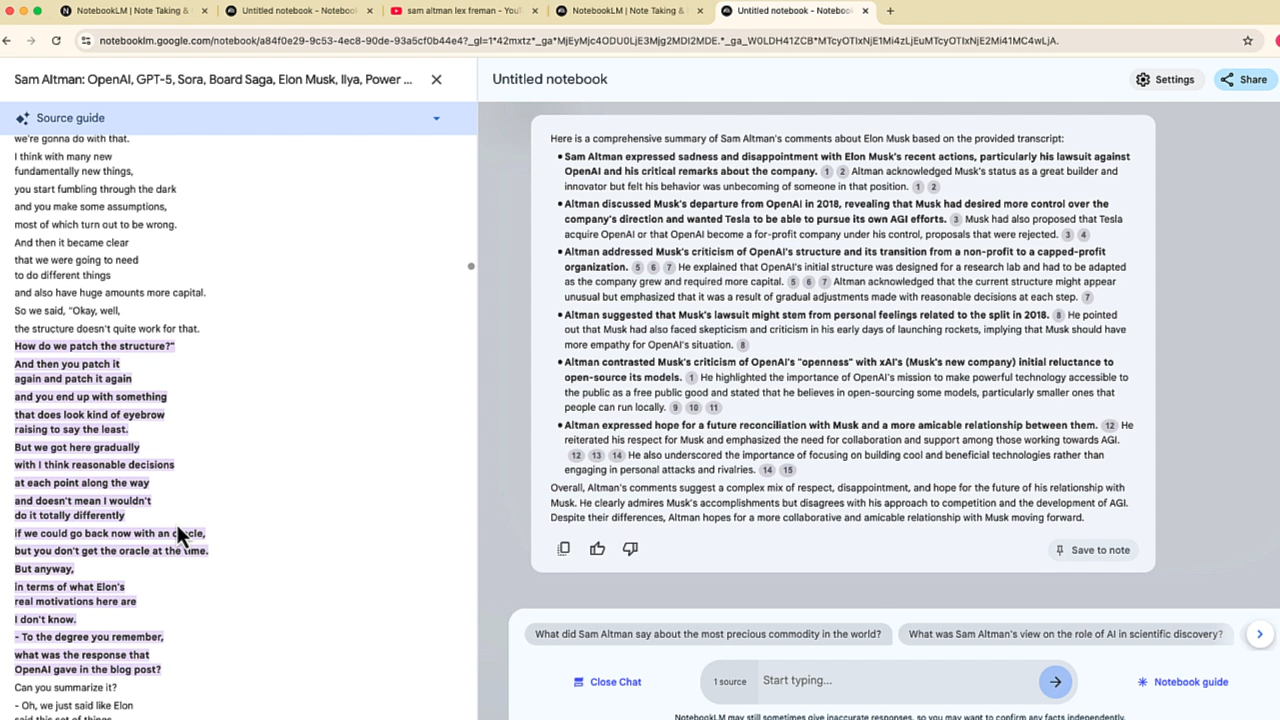 NotebookLM | Note Taking &
Untitled notebook - Notebook
sam altman lex freman - YouT
NotebookLM | Note Taking &
Untitled notebook - Noteboo
notebooklm.google.com/notebook/a84f0e29-9c53-4ec8-90de-93a5cf0b44e4?_gl=1*42mxtz*_ga*MjEyMjc4ODU0LjE3Mjg2MDI2MDE.*_ga_W0LDH41ZCB*MTcyOTIxNjE1Mi4zLjEuMTcyOTIxNjE2Mi41MC4wLjA.
Sam Altman: OpenAI, GPT-5, Sora, Board Saga, Elon Musk, Ilya, Power ...
Source guide
we're gonna do with that.
I think with many new
fundamentally new things,
you start fumbling through the dark
and you make some assumptions,
most of which turn out to be wrong.
And then it became clear
that we were going to need
to do different things
and also have huge amounts more capital.
So we said, "Okay, well,
the structure doesn't quite work for that.
How do we patch the structure?"
And then you patch it
again and patch it again
and you end up with something
that does look kind of eyebrow
raising to say the least.
But we got here gradually
with I think reasonable decisions
at each point along the way
and doesn't mean I wouldn't
do it totally differently
if we could go back now with an oracle,
but you don't get the oracle at the time.
But anyway,
in terms of what Elon's
real motivations here are
I don't know.
- To the degree you remember,
what was the response that
OpenAI gave in the blog post?
Can you summarize it?
- Oh, we just said like Elon
said this set of things.
Untitled notebook
Settings
Share
Here is a comprehensive summary of Sam Altman's comments about Elon Musk based on the provided transcript:
• Sam Altman expressed sadness and disappointment with Elon Musk's recent actions, particularly his lawsuit against
OpenAI and his critical remarks about the company. 1 2 Altman acknowledged Musk's status as a great builder and
innovator but felt his behavior was unbecoming of someone in that position. 1 2
• Altman discussed Musk's departure from OpenAI in 2018, revealing that Musk had desired more control over the
company's direction and wanted Tesla to be able to pursue its own AGI efforts. 3 Musk had also proposed that Tesla
acquire OpenAI or that OpenAI become a for-profit company under his control, proposals that were rejected. 3 4
• Altman addressed Musk's criticism of OpenAI's structure and its transition from a non-profit to a capped-profit
organization. 5 6 7 He explained that OpenAI's initial structure was designed for a research lab and had to be adapted
as the company grew and required more capital. 5 6 7 Altman acknowledged that the current structure might appear
unusual but emphasized that it was a result of gradual adjustments made with reasonable decisions at each step. 7
• Altman suggested that Musk's lawsuit might stem from personal feelings related to the split in 2018. 8 He pointed
out that Musk had also faced skepticism and criticism in his early days of launching rockets, implying that Musk should have
more empathy for OpenAI's situation. 8
• Altman contrasted Musk's criticism of OpenAI's "openness" with xAI's (Musk's new company) initial reluctance to
open-source its models. 1 He highlighted the importance of OpenAI's mission to make powerful technology accessible to
the public as a free public good and stated that he believes in open-sourcing some models, particularly smaller ones that
people can run locally. 9 10 11
• Altman expressed hope for a future reconciliation with Musk and a more amicable relationship between them. 12 He
reiterated his respect for Musk and emphasized the need for collaboration and support among those working towards AGI.
12 13 14 He also underscored the importance of focusing on building cool and beneficial technologies rather than
engaging in personal attacks and rivalries. 14 15
Overall, Altman's comments suggest a complex mix of respect, disappointment, and hope for the future of his relationship with
Musk. He clearly admires Musk's accomplishments but disagrees with his approach to competition and the development of AGI.
Despite their differences, Altman hopes for a more collaborative and amicable relationship with Musk moving forward.
Save to note
What did Sam Altman say about the most precious commodity in the world?
What was Sam Altman's view on the role of AI in scientific discovery?
Close Chat
1 source
Start typing...
Notebook guide
NotebookLM may still sometimes give inaccurate responses, so you may want to confirm any facts independently.